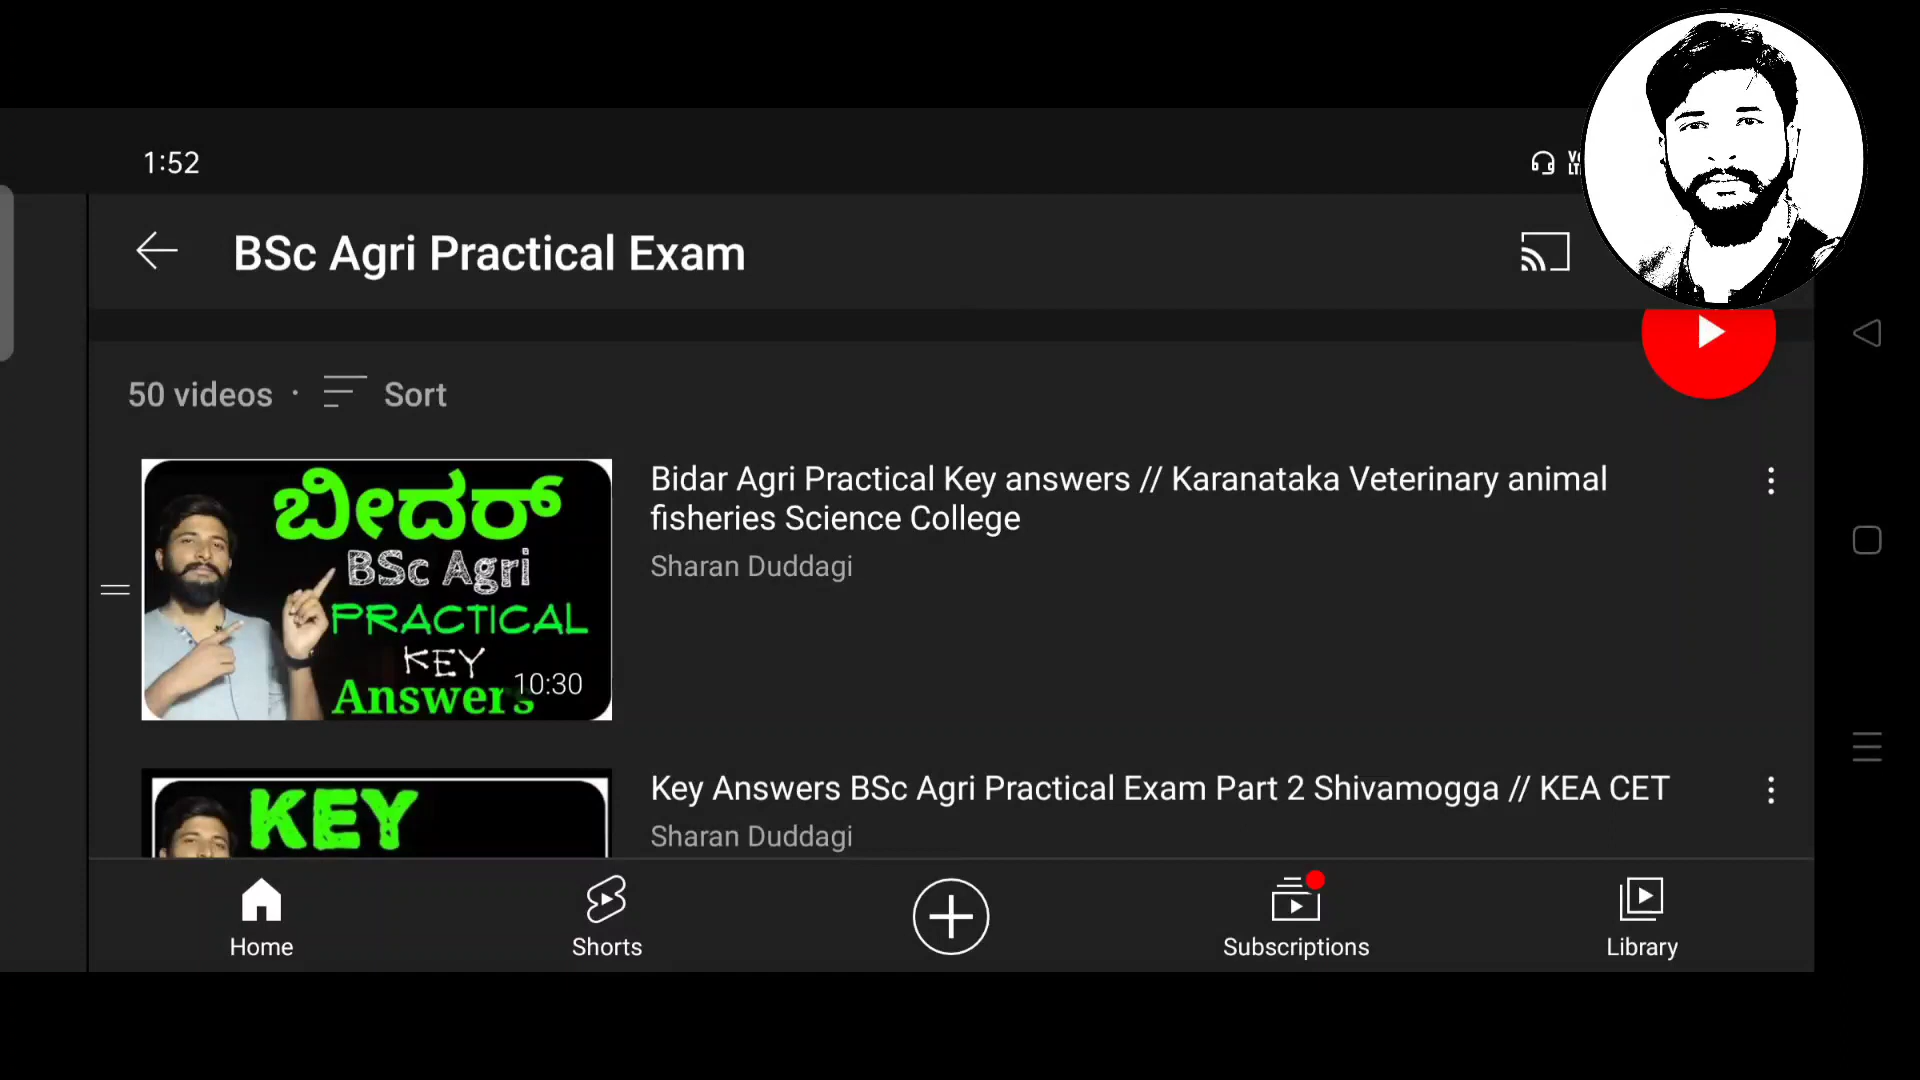 1:52
BSc Agri Practical Exam
50 videos · Sort
ಬೀದರ್
BSc Agri
PRACTICAL
KEY
Answers
10:30
Bidar Agri Practical Key answers // Karanataka Veterinary animal
fisheries Science College
Sharan Duddagi
KEY
Key Answers BSc Agri Practical Exam Part 2 Shivamogga // KEA CET
Sharan Duddagi
Home
Shorts
Subscriptions
Library